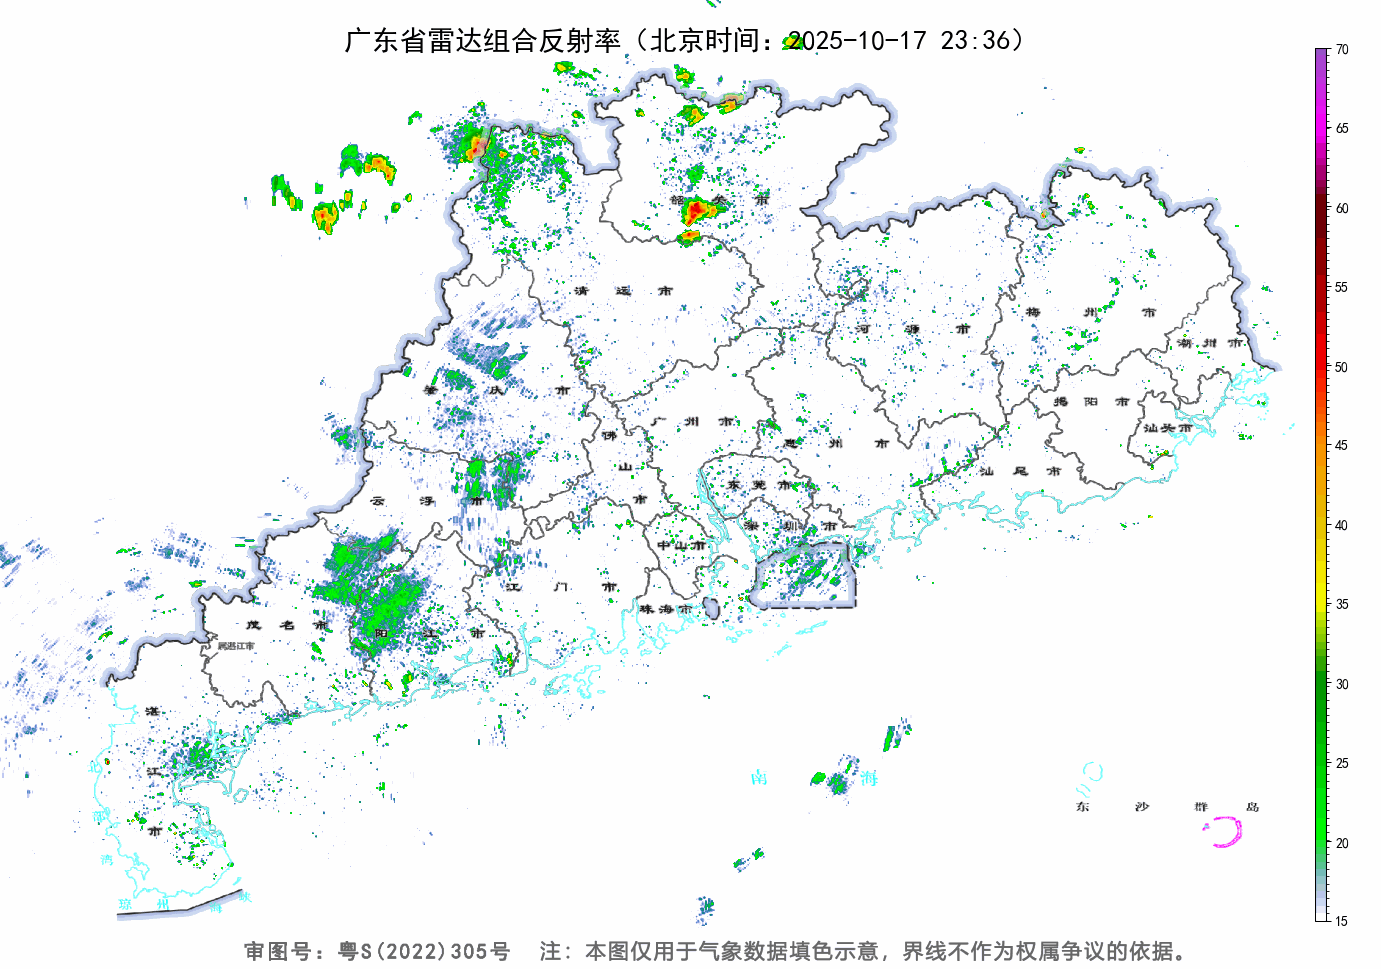 广东省雷达组合反射率（北京时间：2025-10-17 23:36）
70
65
60
55
50
45
40
35
30
25
20
15
韶关市
清远市
河源市
梅州市
潮州市
肇庆市
广州市
佛山市
惠州市
揭阳市
汕头市
汕尾市
云浮市
东莞市
深圳市
中山市
江门市
珠海市
茂名市
阳江市
属湛江市
湛江市
南海
东沙群岛
北部湾
琼州海峡
审图号：粤S(2022)305号 注：本图仅用于气象数据填色示意，界线不作为权属争议的依据。